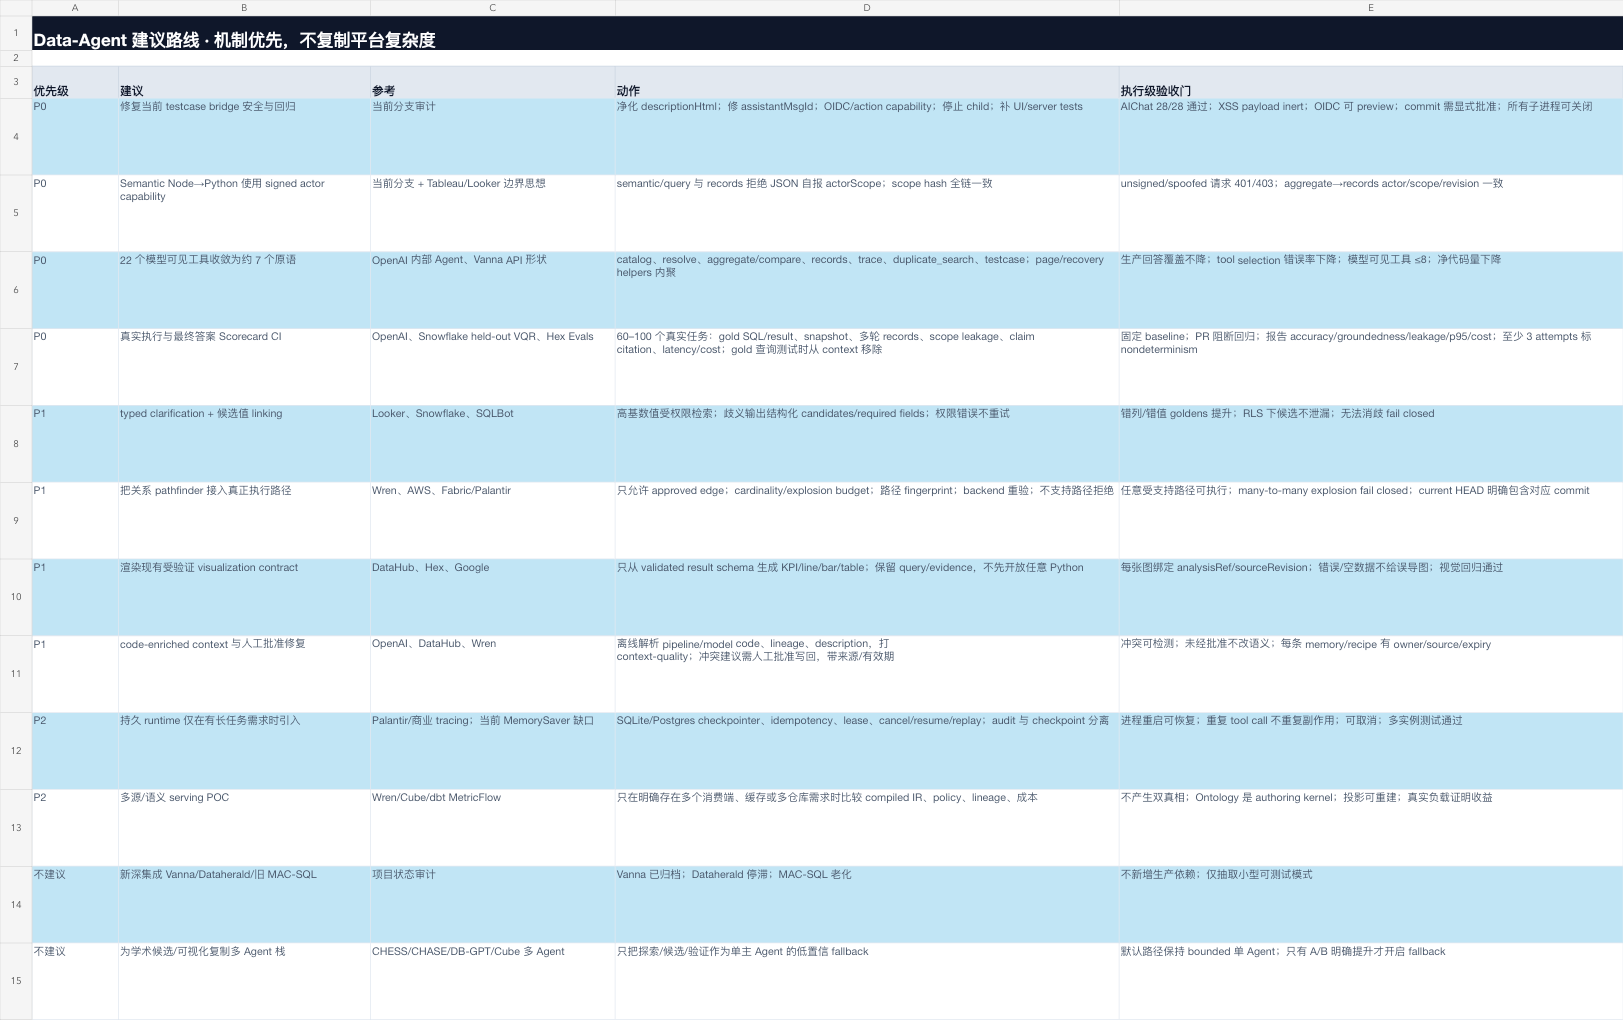 A B C D E
1 Data-Agent 建议路线 · 机制优先，不复制平台复杂度
2
3 优先级 建议 参考 动作 执行级验收门
4 P0 修复当前 testcase bridge 安全与回归 当前分支审计 净化 descriptionHtml；修 assistantMsgId；OIDC/action capability；停止 child；补 UI/server tests AIChat 28/28 通过；XSS payload inert；OIDC 可 preview；commit 需显式批准；所有子进程可关闭
5 P0 Semantic Node→Python 使用 signed actor
capability 当前分支 + Tableau/Looker 边界思想 semantic/query 与 records 拒绝 JSON 自报 actorScope；scope hash 全链一致 unsigned/spoofed 请求 401/403；aggregate→records actor/scope/revision 一致
6 P0 22 个模型可见工具收敛为约 7 个原语 OpenAI 内部 Agent、Vanna API 形状 catalog、resolve、aggregate/compare、records、trace、duplicate_search、testcase；page/recovery
helpers 内聚 生产回答覆盖不降；tool selection 错误率下降；模型可见工具 ≤8；净代码量下降
7 P0 真实执行与最终答案 Scorecard CI OpenAI、Snowflake held-out VQR、Hex Evals 60–100 个真实任务：gold SQL/result、snapshot、多轮 records、scope leakage、claim
citation、latency/cost；gold 查询测试时从 context 移除 固定 baseline；PR 阻断回归；报告 accuracy/groundedness/leakage/p95/cost；至少 3 attempts 标
nondeterminism
8 P1 typed clarification + 候选值 linking Looker、Snowflake、SQLBot 高基数值受权限检索；歧义输出结构化 candidates/required fields；权限错误不重试 错列/错值 goldens 提升；RLS 下候选不泄漏；无法消歧 fail closed
9 P1 把关系 pathfinder 接入真正执行路径 Wren、AWS、Fabric/Palantir 只允许 approved edge；cardinality/explosion budget；路径 fingerprint；backend 重验；不支持路径拒绝 任意受支持路径可执行；many-to-many explosion fail closed；current HEAD 明确包含对应 commit
10 P1 渲染现有受验证 visualization contract DataHub、Hex、Google 只从 validated result schema 生成 KPI/line/bar/table；保留 query/evidence，不先开放任意 Python 每张图绑定 analysisRef/sourceRevision；错误/空数据不给误导图；视觉回归通过
11 P1 code-enriched context 与人工批准修复 OpenAI、DataHub、Wren 离线解析 pipeline/model code、lineage、description，打
context-quality；冲突建议需人工批准写回，带来源/有效期 冲突可检测；未经批准不改语义；每条 memory/recipe 有 owner/source/expiry
12 P2 持久 runtime 仅在有长任务需求时引入 Palantir/商业 tracing；当前 MemorySaver 缺口 SQLite/Postgres checkpointer、idempotency、lease、cancel/resume/replay；audit 与 checkpoint 分离 进程重启可恢复；重复 tool call 不重复副作用；可取消；多实例测试通过
13 P2 多源/语义 serving POC Wren/Cube/dbt MetricFlow 只在明确存在多个消费端、缓存或多仓库需求时比较 compiled IR、policy、lineage、成本 不产生双真相；Ontology 是 authoring kernel；投影可重建；真实负载证明收益
14 不建议 新深集成 Vanna/Dataherald/旧 MAC-SQL 项目状态审计 Vanna 已归档；Dataherald 停滞；MAC-SQL 老化 不新增生产依赖；仅抽取小型可测试模式
15 不建议 为学术候选/可视化复制多 Agent 栈 CHESS/CHASE/DB-GPT/Cube 多 Agent 只把探索/候选/验证作为单主 Agent 的低置信 fallback 默认路径保持 bounded 单 Agent；只有 A/B 明确提升才开启 fallback